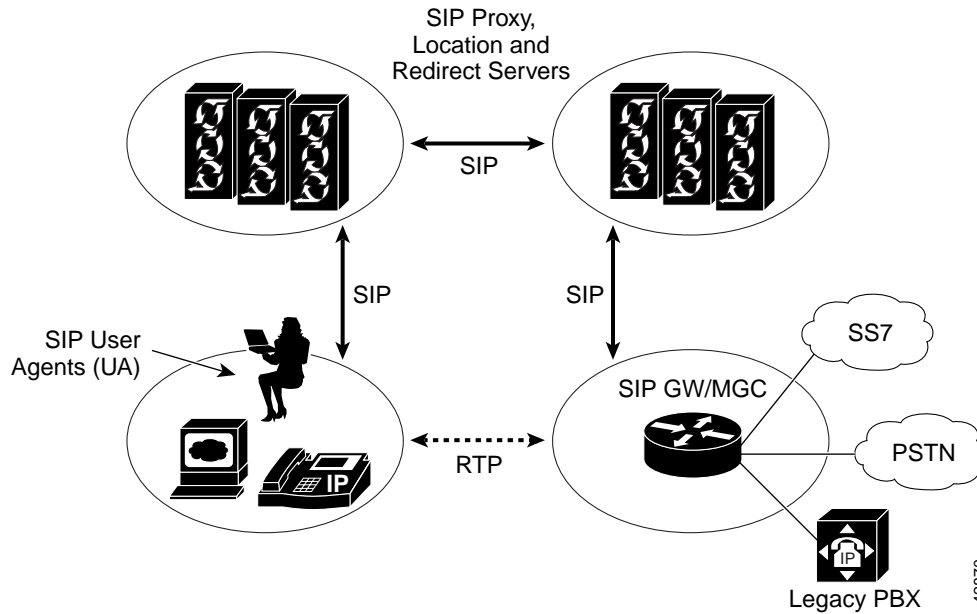 SIP Proxy,
Location and
Redirect Servers
SIP
SIP
SIP
SIP User
Agents (UA)
SS7
SIP GW/MGC
RTP
IP
PSTN
IP
Legacy PBX